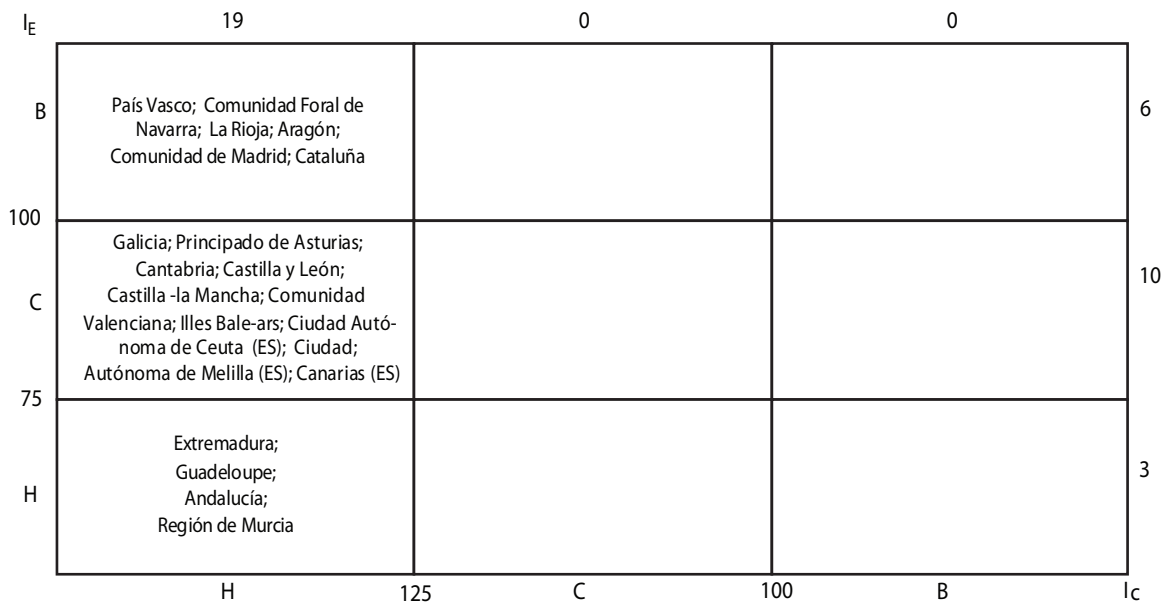 I_E 19 0 0
B
País Vasco; Comunidad Foral de
Navarra; La Rioja; Aragón;
Comunidad de Madrid; Cataluña
6
100
C
Galicia; Principado de Asturias;
Cantabria; Castilla y León;
Castilla -la Mancha; Comunidad
Valenciana; Illes Bale-ars; Ciudad Autó-
noma de Ceuta (ES); Ciudad;
Autónoma de Melilla (ES); Canarias (ES)
10
75
H
Extremadura;
Guadeloupe;
Andalucía;
Región de Murcia
3
H 125 C 100 B I_C